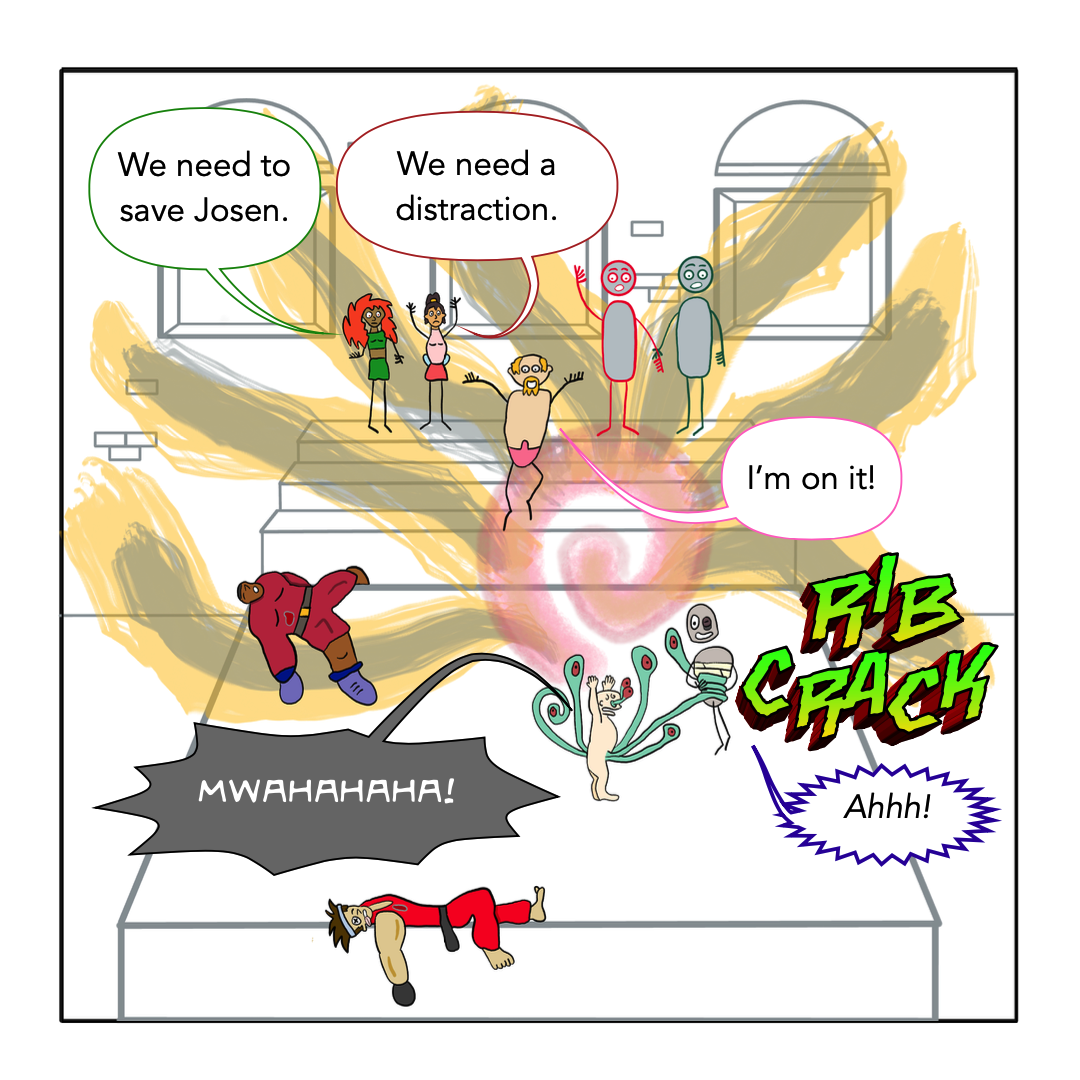 We need to
save Josen.
We need a
distraction.
I'm on it!
RIB
CRACK
MWAHAHAHA!
Ahhh!